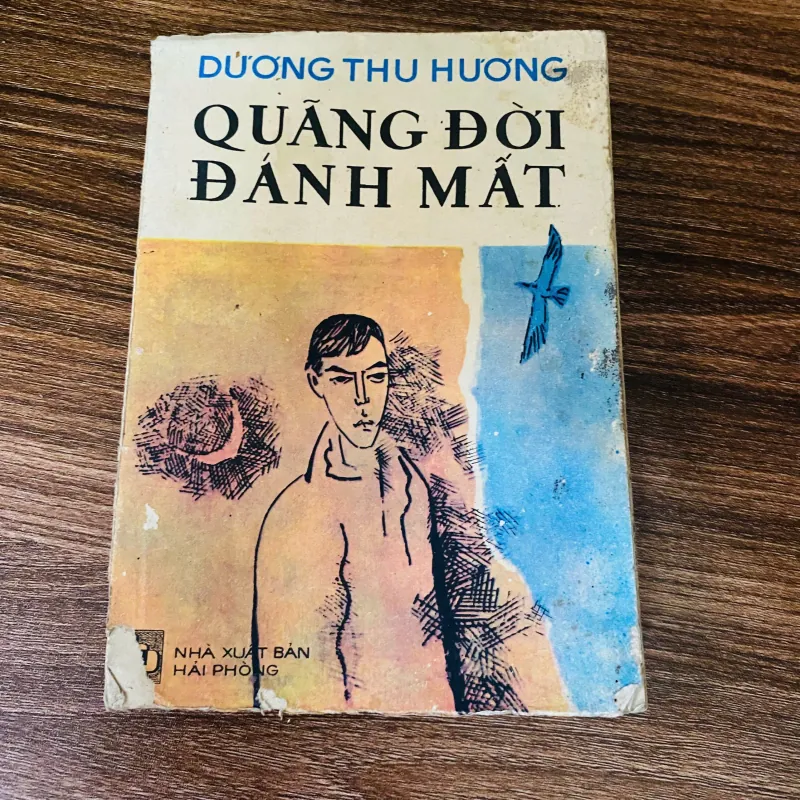 DƯƠNG THU HƯƠNG
QUÃNG ĐỜI
ĐÁNH MẤT
NHÀ XUẤT BẢN
HẢI PHÒNG